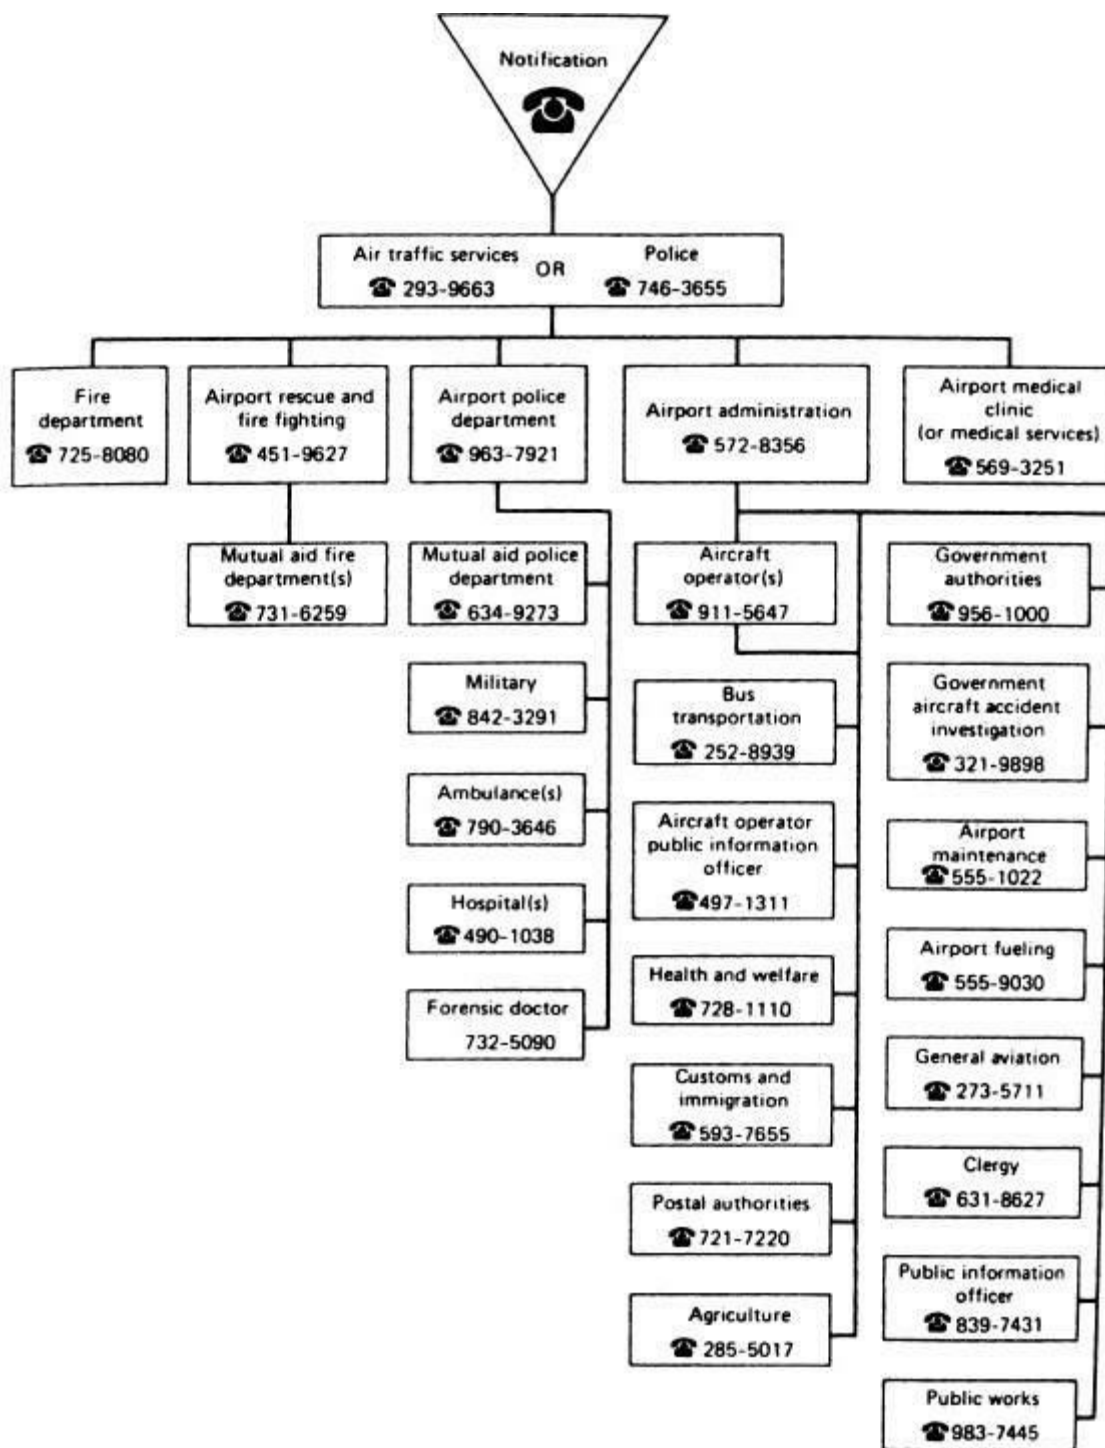 Notification
Air traffic services
293-9663
OR
Police
746-3655
Fire
department
725-8080
Airport rescue and
fire fighting
451-9627
Airport police
department
963-7921
Airport administration
572-8356
Airport medical
clinic
(or medical services)
569-3251
Mutual aid fire
department(s)
731-6259
Mutual aid police
department
634-9273
Military
842-3291
Ambulance(s)
790-3646
Hospital(s)
490-1038
Forensic doctor
732-5090
Aircraft
operator(s)
911-5647
Bus
transportation
252-8939
Aircraft operator
public information
officer
497-1311
Health and welfare
728-1110
Customs and
immigration
593-7655
Postal authorities
721-7220
Agriculture
285-5017
Government
authorities
956-1000
Government
aircraft accident
investigation
321-9898
Airport
maintenance
555-1022
Airport fueling
555-9030
General aviation
273-5711
Clergy
631-8627
Public information
officer
839-7431
Public works
983-7445